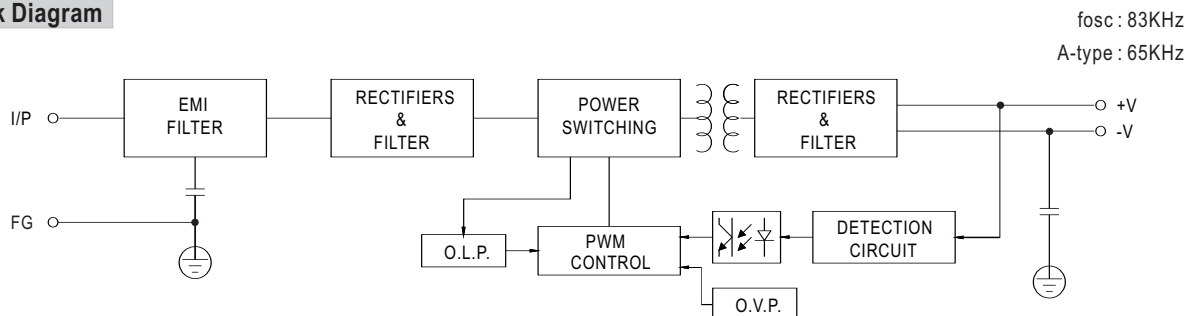 k Diagram
fosc : 83KHz
A-type : 65KHz
I/P
EMI
FILTER
RECTIFIERS
&
FILTER
POWER
SWITCHING
RECTIFIERS
&
FILTER
+V
-V
FG
O.L.P.
PWM
CONTROL
DETECTION
CIRCUIT
O.V.P.